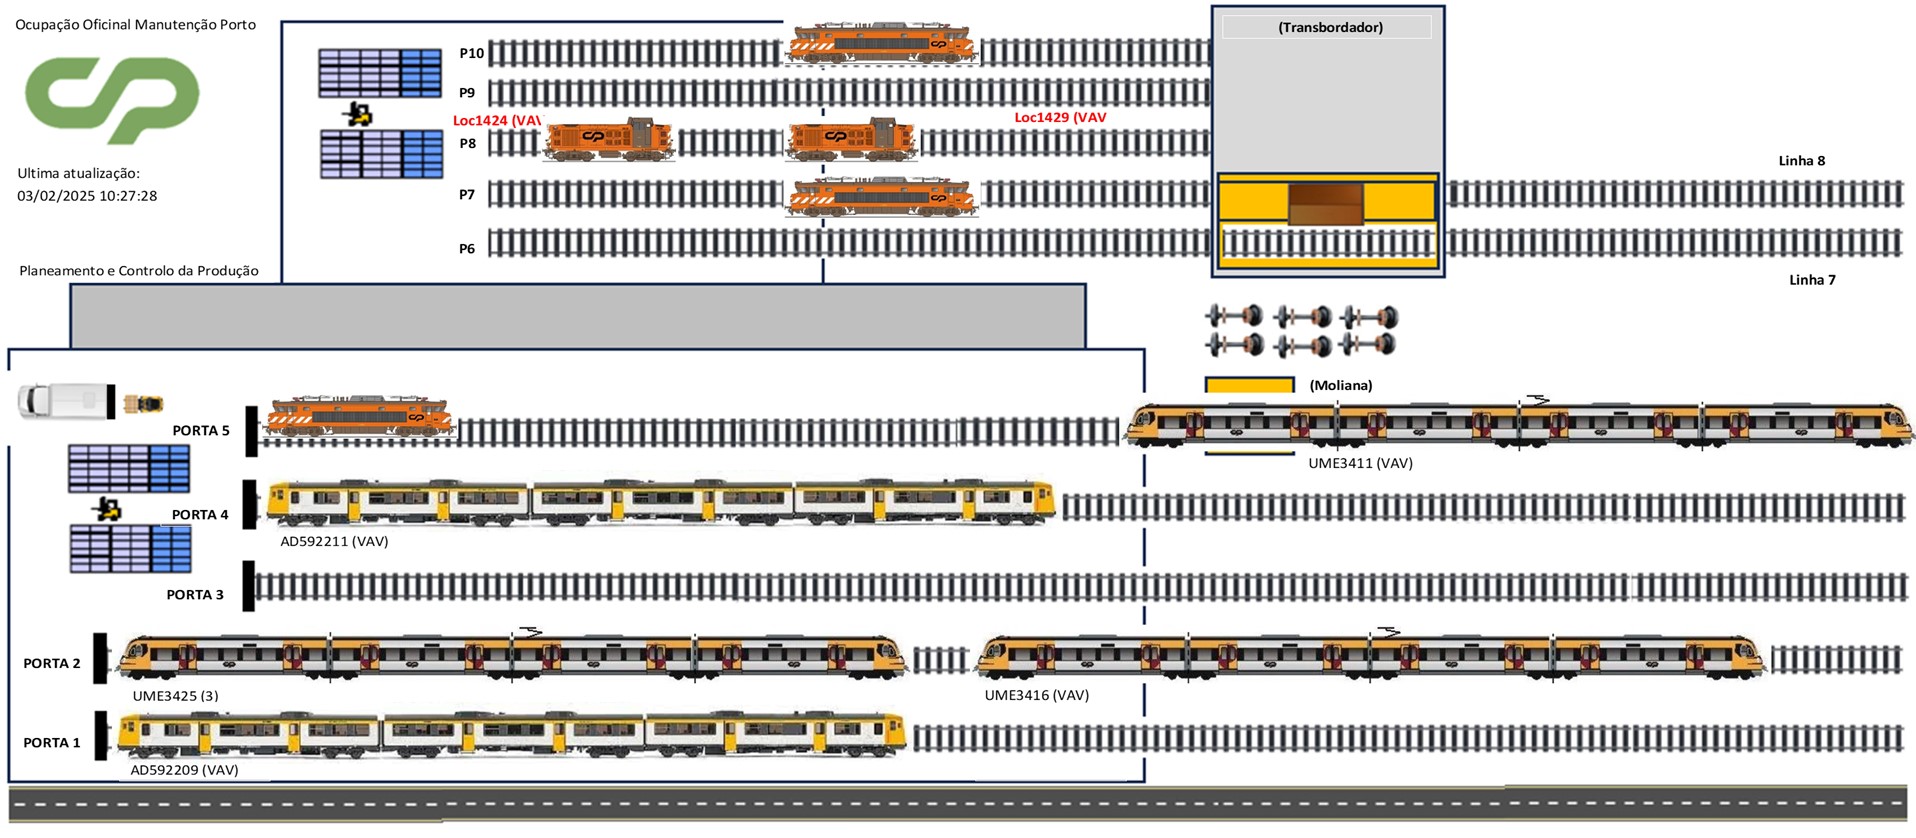 Ocupação Oficinal Manutenção Porto
(Transbordador)
P10
P9
Loc1424 (VAV
Loc1429 (VAV
P8
Ultima atualização:
03/02/2025 10:27:28
Linha 8
P7
P6
Planeamento e Controlo da Produção
Linha 7
(Moliana)
PORTA 5
UME3411 (VAV)
PORTA 4
AD592211 (VAV)
PORTA 3
PORTA 2
UME3425 (3)
UME3416 (VAV)
PORTA 1
AD592209 (VAV)